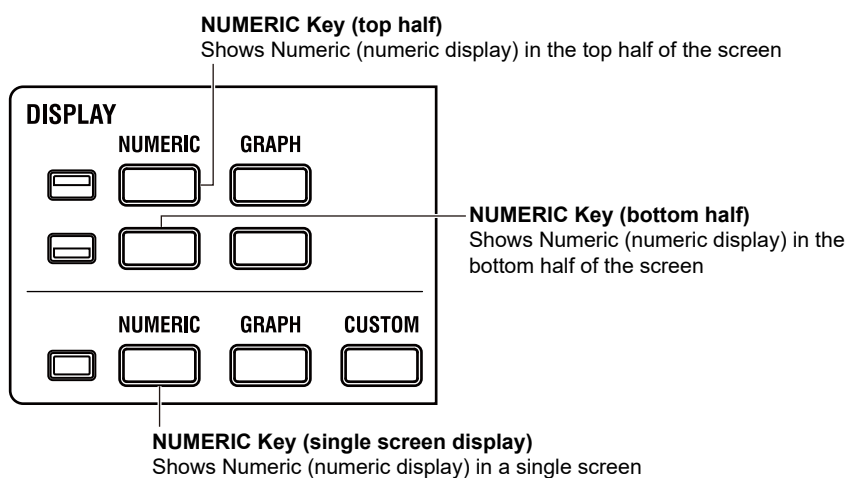 NUMERIC Key (top half)
Shows Numeric (numeric display) in the top half of the screen
DISPLAY
NUMERIC GRAPH
NUMERIC Key (bottom half)
Shows Numeric (numeric display) in the
bottom half of the screen
NUMERIC GRAPH CUSTOM
NUMERIC Key (single screen display)
Shows Numeric (numeric display) in a single screen